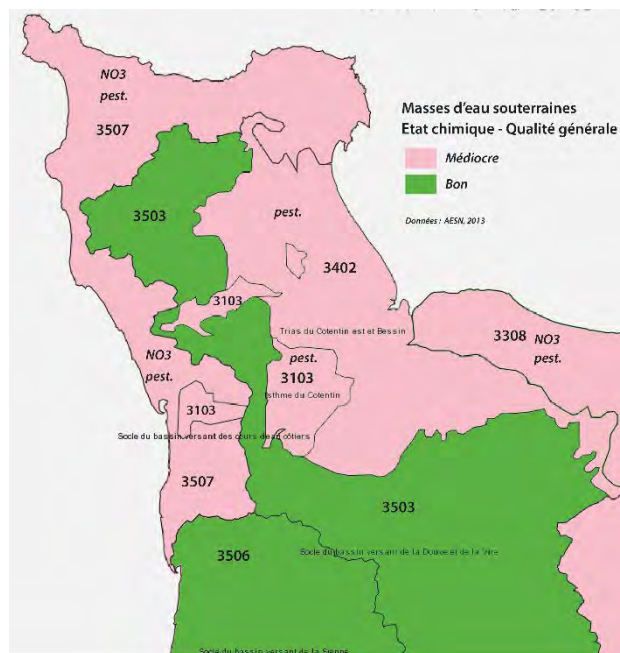 NO3
pest.
3507
Masses d'eau souterraines
Etat chimique - Qualité générale
Médiocre
Bon
Données : AESN, 2013
3503
pest.
3402
3103
Trias du Cotentin est et Bessin
3308
NO3
pest.
NO3
pest.
pest.
3103
Isthme du Cotentin
3103
Socle du bassin versant des cours d'eau côtiers
3507
3503
3506
Socle du bassin versant de la Douve et de la Vire
Socle du bassin versant de la Sienne